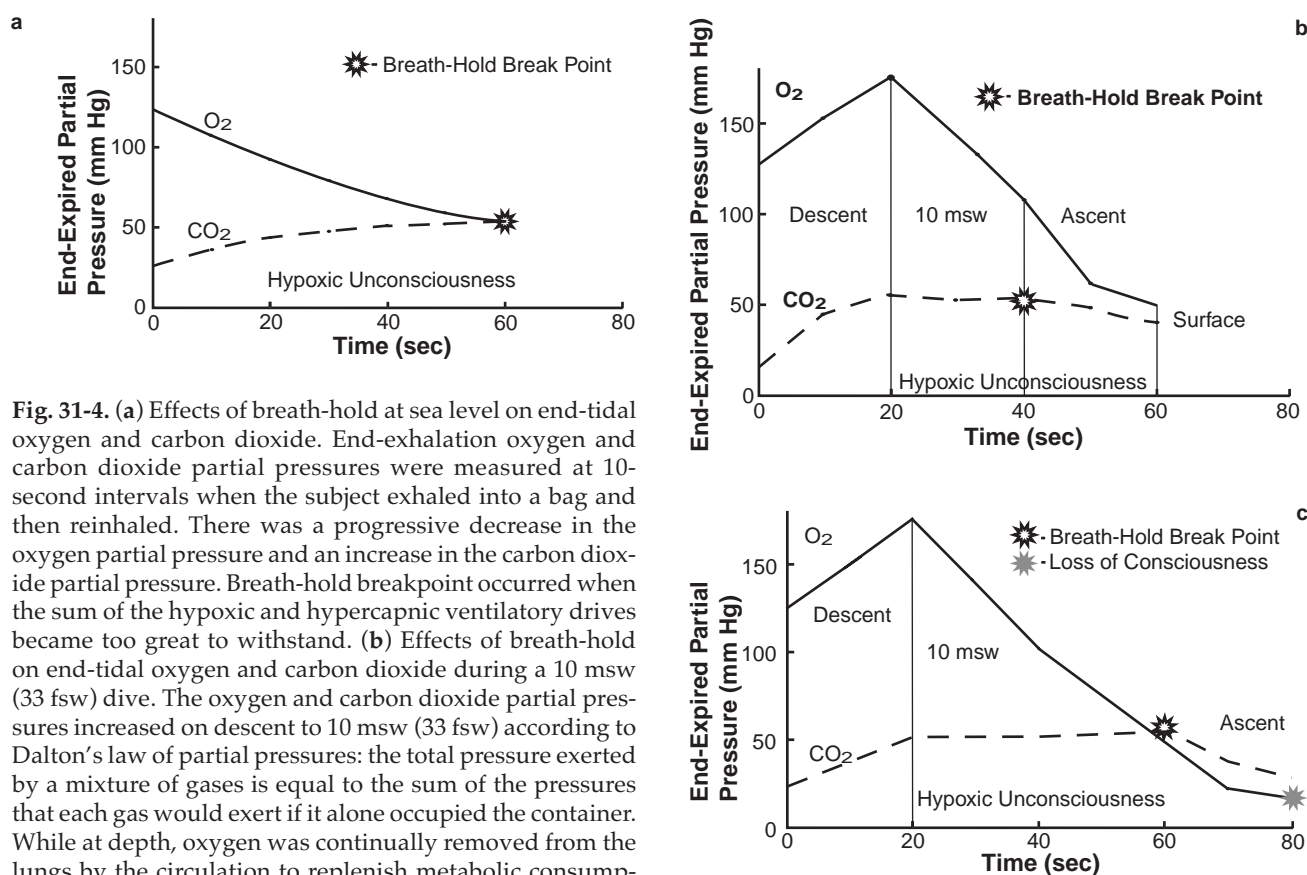 a
End-Expired Partial
Pressure (mm Hg)
150
100
50
0
O2
CO2
Breath-Hold Break Point
Hypoxic Unconsciousness
0 20 40 60 80
Time (sec)
Fig. 31-4. (a) Effects of breath-hold at sea level on end-tidal
oxygen and carbon dioxide. End-exhalation oxygen and
carbon dioxide partial pressures were measured at 10-
second intervals when the subject exhaled into a bag and
then reinhaled. There was a progressive decrease in the
oxygen partial pressure and an increase in the carbon diox-
ide partial pressure. Breath-hold breakpoint occurred when
the sum of the hypoxic and hypercapnic ventilatory drives
became too great to withstand. (b) Effects of breath-hold
on end-tidal oxygen and carbon dioxide during a 10 msw
(33 fsw) dive. The oxygen and carbon dioxide partial pres-
sures increased on descent to 10 msw (33 fsw) according to
Dalton's law of partial pressures: the total pressure exerted
by a mixture of gases is equal to the sum of the pressures
that each gas would exert if it alone occupied the container.
While at depth, oxygen was continually removed from the
lungs by the circulation to replenish metabolic consump-
b
End-Expired Partial Pressure (mm Hg)
150
100
50
0
O2
CO2
Breath-Hold Break Point
Descent
10 msw
Ascent
Surface
Hypoxic Unconsciousness
0 20 40 60 80
Time (sec)
c
End-Expired Partial
Pressure (mm Hg)
150
100
50
0
O2
CO2
Breath-Hold Break Point
Loss of Consciousness
Descent
10 msw
Ascent
Hypoxic Unconsciousness
0 20 40 60 80
Time (sec)